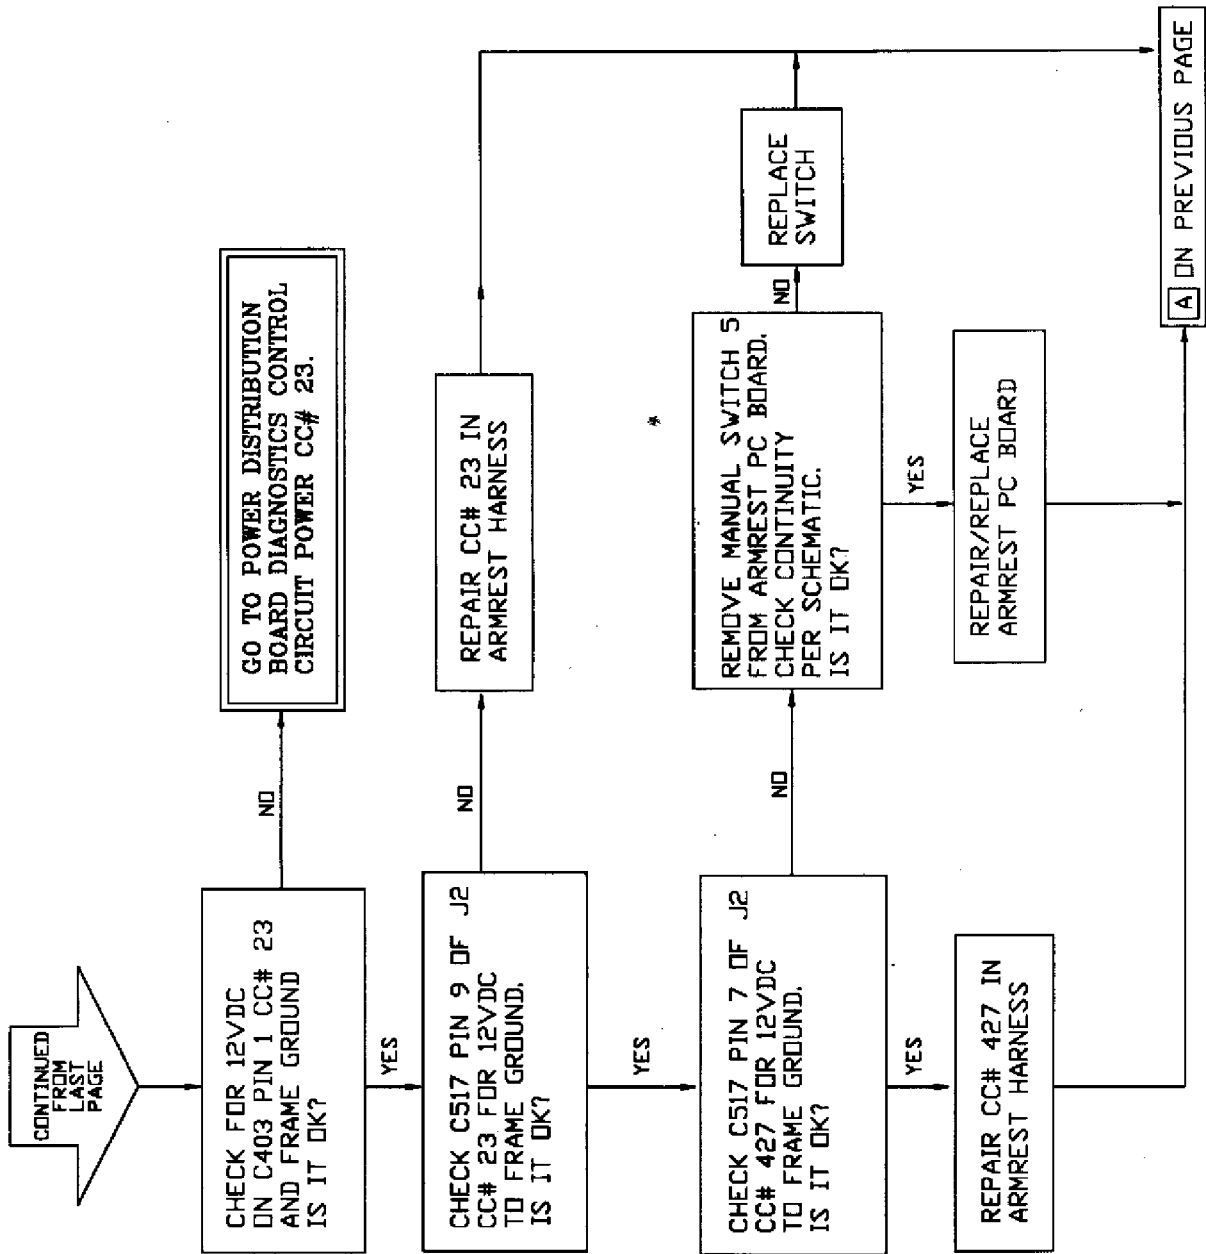 CONTINUED
FROM
LAST
PAGE
CHECK FOR 12VDC
ON C403 PIN 1 CC# 23
AND FRAME GROUND
IS IT OK?
NO
GO TO POWER DISTRIBUTION
BOARD DIAGNOSTICS CONTROL
CIRCUIT POWER CC# 23.
YES
CHECK C517 PIN 9 OF J2
CC# 23 FOR 12VDC
TO FRAME GROUND.
IS IT OK?
NO
REPAIR CC# 23 IN
ARMREST HARNESS
YES
CHECK C517 PIN 7 OF J2
CC# 427 FOR 12VDC
TO FRAME GROUND.
IS IT OK?
NO
REMOVE MANUAL SWITCH 5
FROM ARMREST PC BOARD.
CHECK CONTINUITY
PER SCHEMATIC.
IS IT OK?
NO
REPLACE
SWITCH
YES
REPAIR CC# 427 IN
ARMREST HARNESS
YES
REPAIR/REPLACE
ARMREST PC BOARD
A ON PREVIOUS PAGE